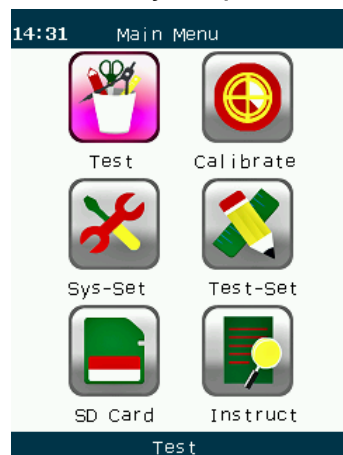 14:31 Main Menu
Test Calibrate
Sys-Set Test-Set
SD Card Instruct
Test